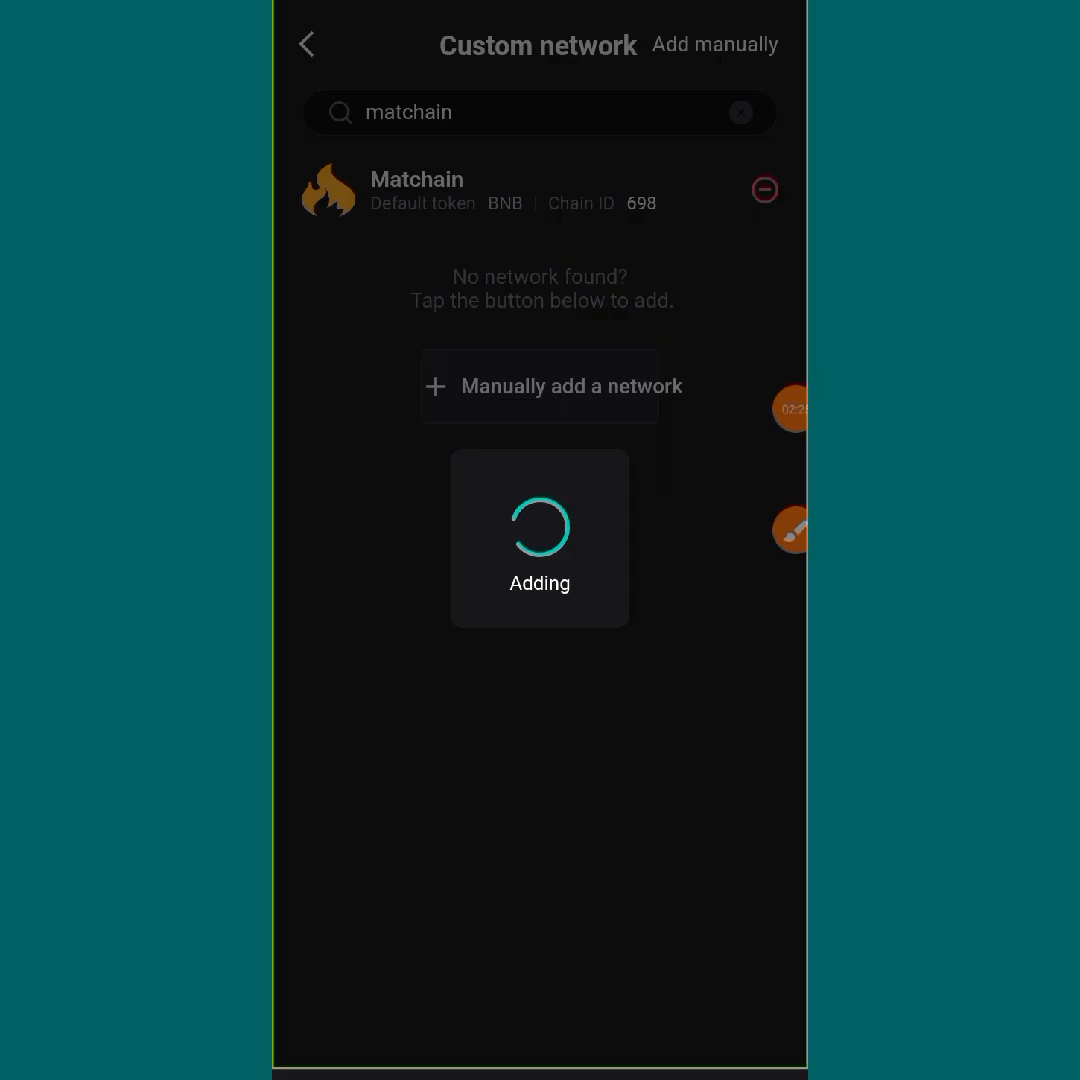 Custom network Add manually
matchain
Matchain
Default token BNB | Chain ID 698
No network found?
Tap the button below to add.
+ Manually add a network
Adding